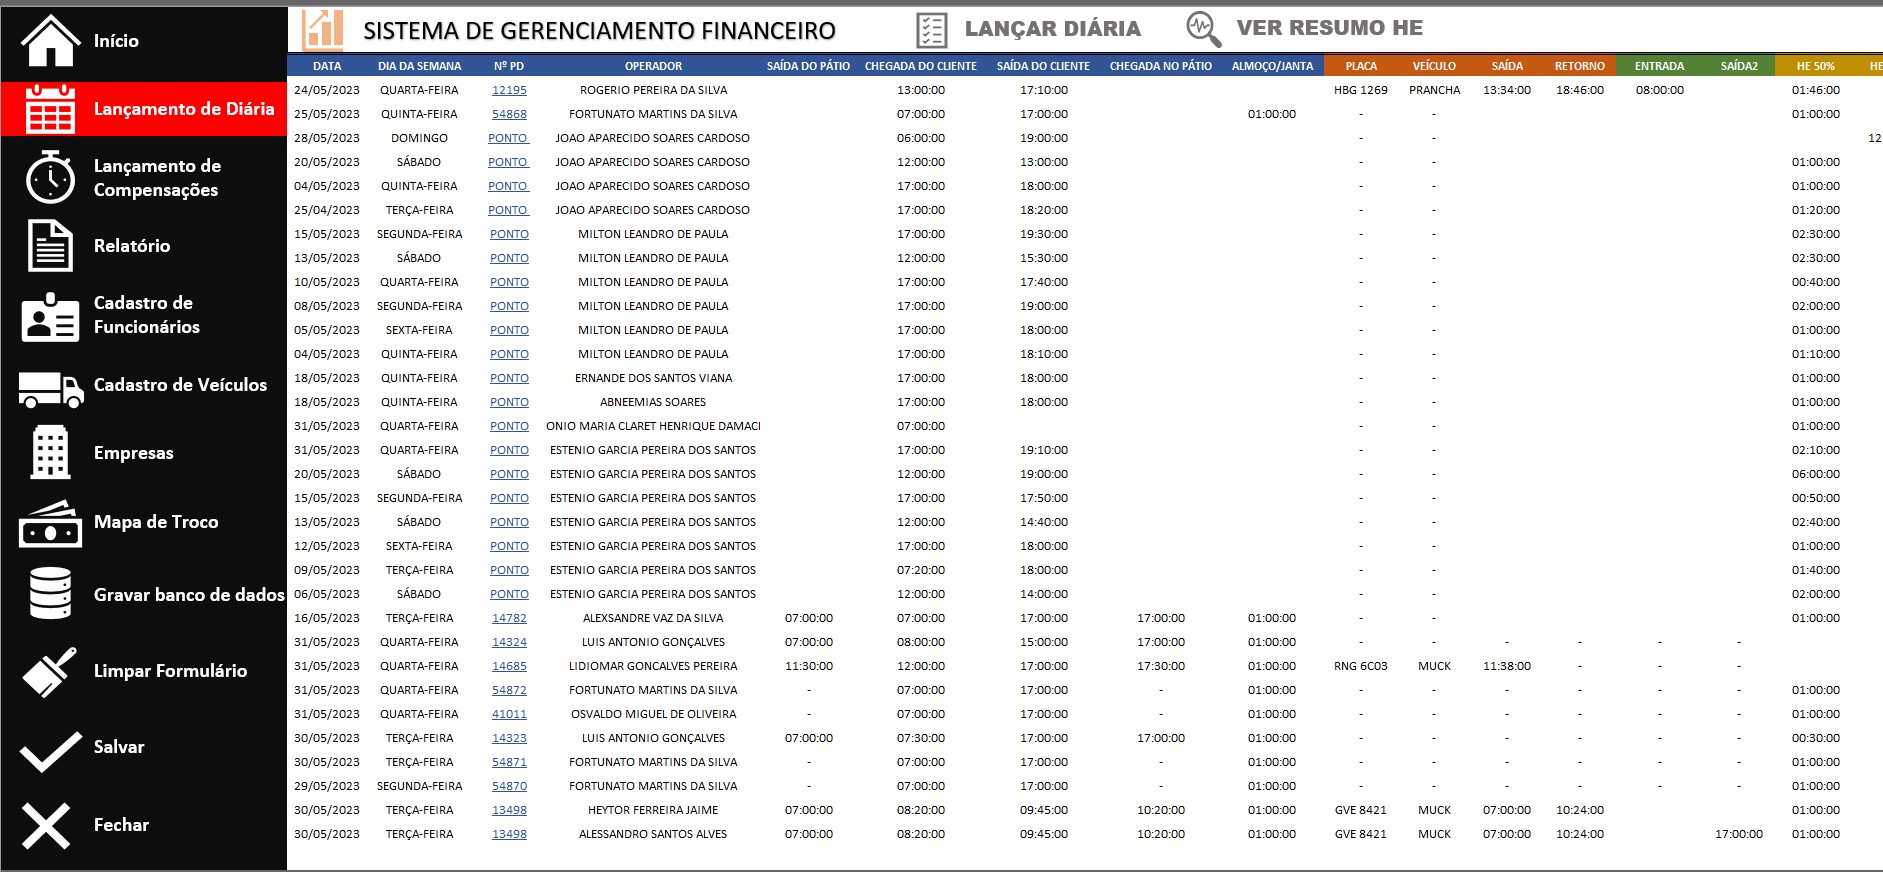 SISTEMA DE GERENCIAMENTO FINANCEIRO LANÇAR DIÁRIA VER RESUMO HE
Início
Lançamento de Diária
Lançamento de
Compensações
Relatório
Cadastro de
Funcionários
Cadastro de Veículos
Empresas
Mapa de Troco
Gravar banco de dados
Limpar Formulário
Salvar
Fechar
DATA DIA DA SEMANA Nº PD OPERADOR SAÍDA DO PÁTIO CHEGADA DO CLIENTE SAÍDA DO CLIENTE CHEGADA NO PÁTIO ALMOÇO/JANTA PLACA VEÍCULO SAÍDA RETORNO ENTRADA SAÍDA2 HE 50% HE
24/05/2023 QUARTA-FEIRA 12195 ROGERIO PEREIRA DA SILVA 13:00:00 17:10:00 HBG 1269 PRANCHA 13:34:00 18:46:00 08:00:00 01:46:00
25/05/2023 QUINTA-FEIRA 54868 FORTUNATO MARTINS DA SILVA 07:00:00 17:00:00 01:00:00 - - 01:00:00
28/05/2023 DOMINGO PONTO JOAO APARECIDO SOARES CARDOSO 06:00:00 19:00:00 - - 12
20/05/2023 SÁBADO PONTO JOAO APARECIDO SOARES CARDOSO 12:00:00 13:00:00 - - 01:00:00
04/05/2023 QUINTA-FEIRA PONTO JOAO APARECIDO SOARES CARDOSO 17:00:00 18:00:00 - - 01:00:00
25/04/2023 TERÇA-FEIRA PONTO JOAO APARECIDO SOARES CARDOSO 17:00:00 18:20:00 - - 01:20:00
15/05/2023 SEGUNDA-FEIRA PONTO MILTON LEANDRO DE PAULA 17:00:00 19:30:00 - - 02:30:00
13/05/2023 SÁBADO PONTO MILTON LEANDRO DE PAULA 12:00:00 15:30:00 - - 02:30:00
10/05/2023 QUARTA-FEIRA PONTO MILTON LEANDRO DE PAULA 17:00:00 17:40:00 - - 00:40:00
08/05/2023 SEGUNDA-FEIRA PONTO MILTON LEANDRO DE PAULA 17:00:00 19:00:00 - - 02:00:00
05/05/2023 SEXTA-FEIRA PONTO MILTON LEANDRO DE PAULA 17:00:00 18:00:00 - - 01:00:00
04/05/2023 QUINTA-FEIRA PONTO MILTON LEANDRO DE PAULA 17:00:00 18:10:00 - - 01:10:00
18/05/2023 QUINTA-FEIRA PONTO ERNANDE DOS SANTOS VIANA 17:00:00 18:00:00 - - 01:00:00
18/05/2023 QUINTA-FEIRA PONTO ABNEEMIAS SOARES 17:00:00 18:00:00 - - 01:00:00
31/05/2023 QUARTA-FEIRA PONTO ONIO MARIA CLARET HENRIQUE DAMACI 07:00:00 - - 01:00:00
31/05/2023 QUARTA-FEIRA PONTO ESTENIO GARCIA PEREIRA DOS SANTOS 17:00:00 19:10:00 - - 02:10:00
20/05/2023 SÁBADO PONTO ESTENIO GARCIA PEREIRA DOS SANTOS 12:00:00 19:00:00 - - 06:00:00
15/05/2023 SEGUNDA-FEIRA PONTO ESTENIO GARCIA PEREIRA DOS SANTOS 17:00:00 17:50:00 - - 00:50:00
13/05/2023 SÁBADO PONTO ESTENIO GARCIA PEREIRA DOS SANTOS 12:00:00 14:40:00 - - 02:40:00
12/05/2023 SEXTA-FEIRA PONTO ESTENIO GARCIA PEREIRA DOS SANTOS 17:00:00 18:00:00 - - 01:00:00
09/05/2023 TERÇA-FEIRA PONTO ESTENIO GARCIA PEREIRA DOS SANTOS 07:20:00 18:00:00 - - 01:40:00
06/05/2023 SÁBADO PONTO ESTENIO GARCIA PEREIRA DOS SANTOS 12:00:00 14:00:00 - - 02:00:00
16/05/2023 TERÇA-FEIRA 14782 ALEXSANDRE VAZ DA SILVA 07:00:00 07:00:00 17:00:00 17:00:00 01:00:00 - - 01:00:00
31/05/2023 QUARTA-FEIRA 14324 LUIS ANTONIO GONÇALVES 07:00:00 08:00:00 15:00:00 17:00:00 01:00:00 - - - - - -
31/05/2023 QUARTA-FEIRA 14685 LIDIOMAR GONCALVES PEREIRA 11:30:00 12:00:00 17:00:00 17:30:00 01:00:00 RNG 6C03 MUCK 11:38:00 - - -
31/05/2023 QUARTA-FEIRA 54872 FORTUNATO MARTINS DA SILVA - 07:00:00 17:00:00 - 01:00:00 - - - - - - 01:00:00
31/05/2023 QUARTA-FEIRA 41011 OSVALDO MIGUEL DE OLIVEIRA - 07:00:00 17:00:00 - 01:00:00 - - - - - - 01:00:00
30/05/2023 TERÇA-FEIRA 14323 LUIS ANTONIO GONÇALVES 07:00:00 07:30:00 17:00:00 17:00:00 01:00:00 - - - - - - 00:30:00
30/05/2023 TERÇA-FEIRA 54871 FORTUNATO MARTINS DA SILVA - 07:00:00 17:00:00 - 01:00:00 - - - - - - 01:00:00
29/05/2023 SEGUNDA-FEIRA 54870 FORTUNATO MARTINS DA SILVA - 07:00:00 17:00:00 - 01:00:00 - - - - - - 01:00:00
30/05/2023 TERÇA-FEIRA 13498 HEYTOR FERREIRA JAIME 07:00:00 08:20:00 09:45:00 10:20:00 01:00:00 GVE 8421 MUCK 07:00:00 10:24:00 01:00:00
30/05/2023 TERÇA-FEIRA 13498 ALESSANDRO SANTOS ALVES 07:00:00 08:20:00 09:45:00 10:20:00 01:00:00 GVE 8421 MUCK 07:00:00 10:24:00 17:00:00 01:00:00